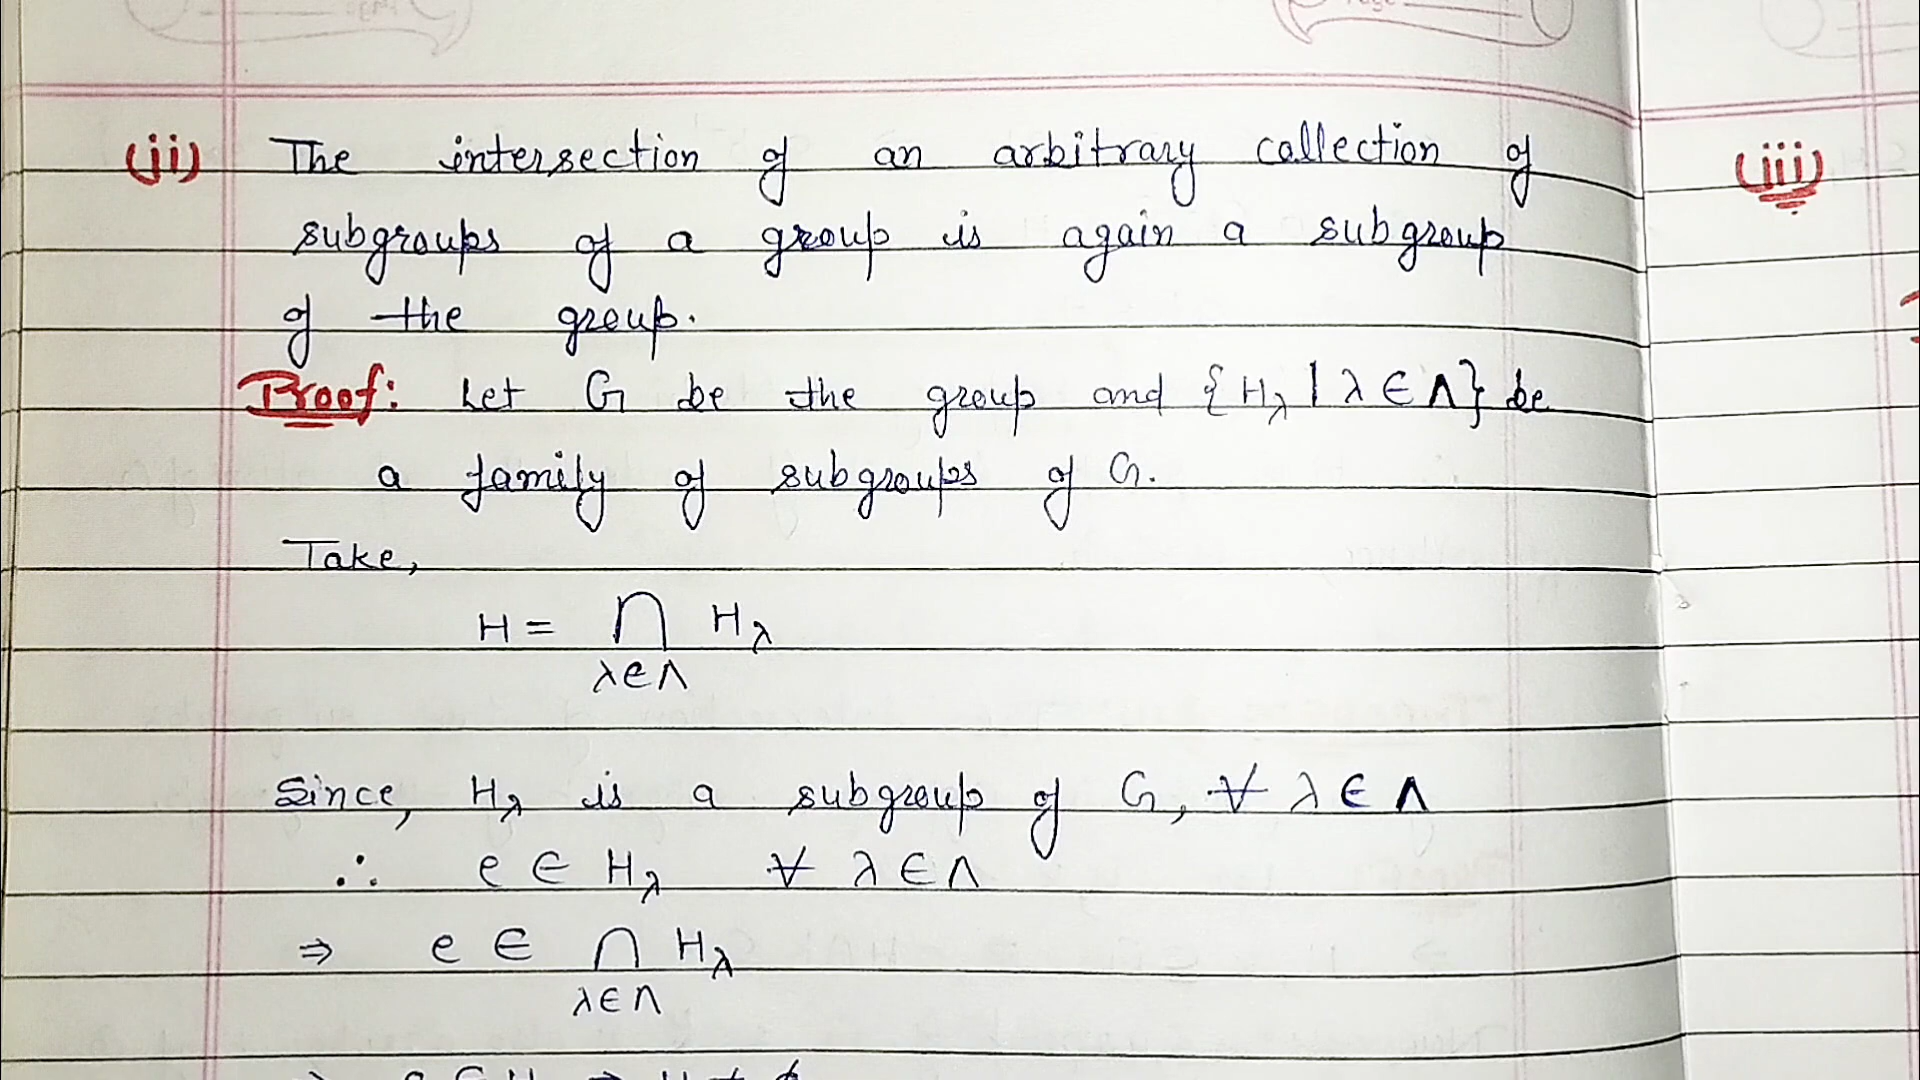 (ii) The intersection of an arbitrary collection of
subgroups of a group is again a subgroup
of the group.
Proof: Let G be the group and {H_λ | λ ∈ Λ} be
a family of subgroups of G.
Take,
H = ⋂ H_λ
λ∈Λ
Since, H_λ is a subgroup of G, ∀ λ ∈ Λ
∴ e ∈ H_λ ∀ λ ∈ Λ
⇒ e ∈ ⋂ H_λ
λ∈Λ
⇒ e ∈ H ⇒ H ≠ ϕ
(iii)